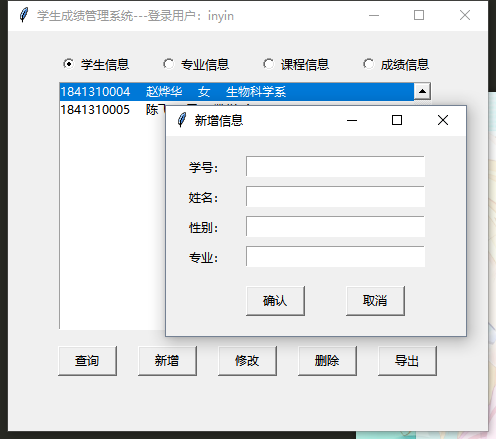 学生成绩管理系统---登录用户：inyin
学生信息 专业信息 课程信息 成绩信息
1841310004 赵烨华 女 生物科学系
1841310005 陈
新增信息
学号：
姓名：
性别：
专业：
确认 取消
查询 新增 修改 删除 导出